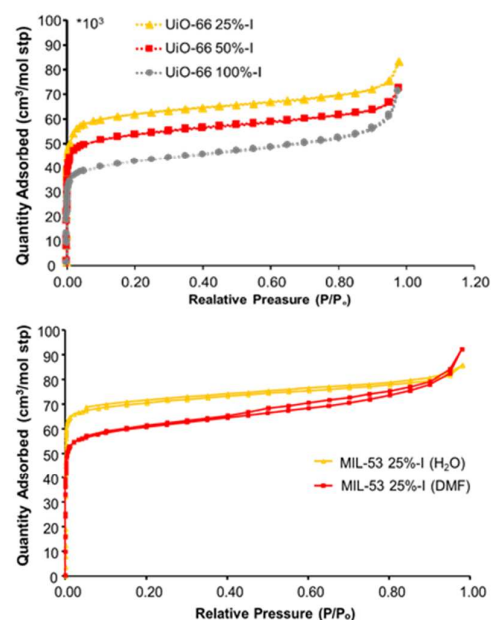 *10³
UiO-66 25%-I
UiO-66 50%-I
UiO-66 100%-I
Quantity Adsorbed (cm³/mol stp)
100
90
80
70
60
50
40
30
20
10
0
0.00 0.20 0.40 0.60 0.80 1.00 1.20
Realative Presure (P/Pₒ)
Quantity Adsorbed (cm³/mol stp)
100
90
80
70
60
50
40
30
20
10
0
MIL-53 25%-I (H₂O)
MIL-53 25%-I (DMF)
0.00 0.20 0.40 0.60 0.80 1.00
Relative Pressure (P/Pₒ)